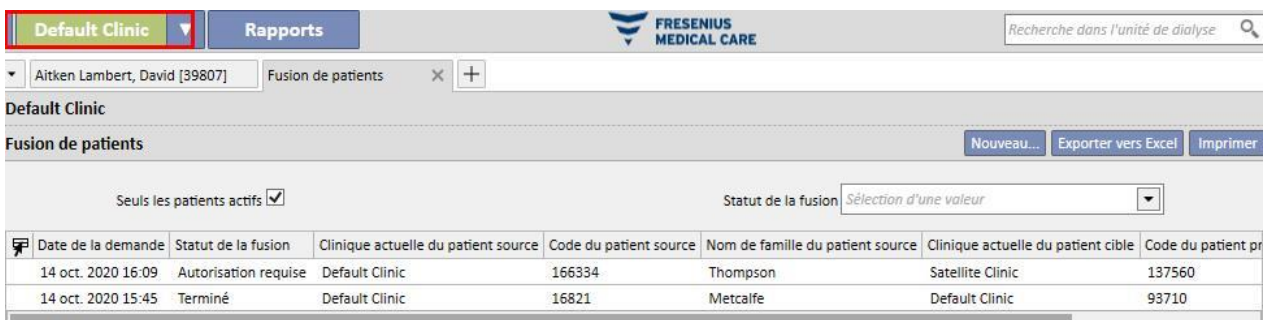 Default Clinic Rapports FRESENIUS MEDICAL CARE Recherche dans l'unité de dialyse
Aitken Lambert, David [39807] Fusion de patients
Default Clinic
Fusion de patients Nouveau... Exporter vers Excel Imprimer
Seuls les patients actifs Statut de la fusion Sélection d'une valeur
Date de la demande Statut de la fusion Clinique actuelle du patient source Code du patient source Nom de famille du patient source Clinique actuelle du patient cible Code du patient pr
14 oct. 2020 16:09 Autorisation requise Default Clinic 166334 Thompson Satellite Clinic 137560
14 oct. 2020 15:45 Terminé Default Clinic 16821 Metcalfe Default Clinic 93710